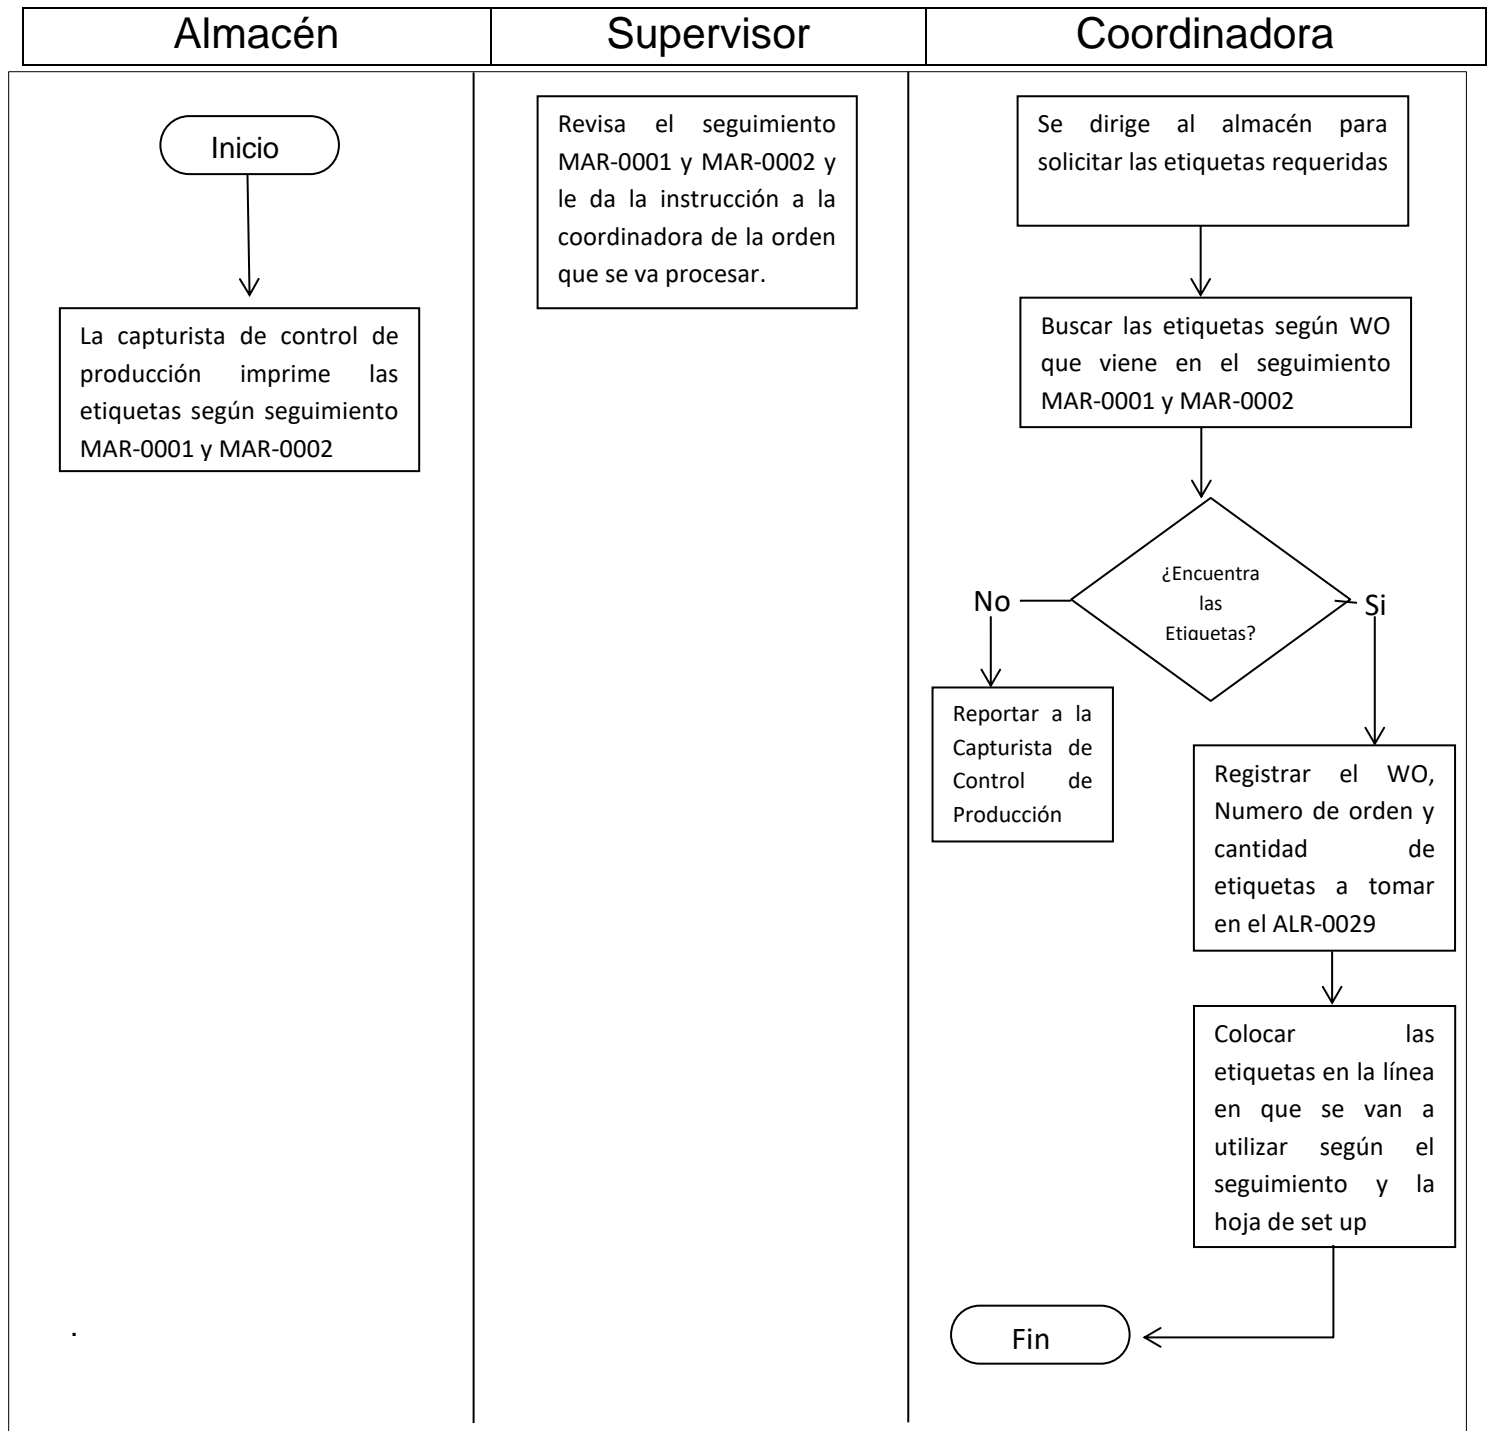 Almacén
Supervisor
Coordinadora
Inicio
La capturista de control de
producción imprime las
etiquetas según seguimiento
MAR-0001 y MAR-0002
.
Revisa el seguimiento
MAR-0001 y MAR-0002 y
le da la instrucción a la
coordinadora de la orden
que se va procesar.
Se dirige al almacén para
solicitar las etiquetas requeridas
Buscar las etiquetas según WO
que viene en el seguimiento
MAR-0001 y MAR-0002
¿Encuentra
las
Etiquetas?
No
Si
Reportar a la
Capturista de
Control de
Producción
Registrar el WO,
Numero de orden y
cantidad de
etiquetas a tomar
en el ALR-0029
Colocar las
etiquetas en la línea
en que se van a
utilizar según el
seguimiento y la
hoja de set up
Fin